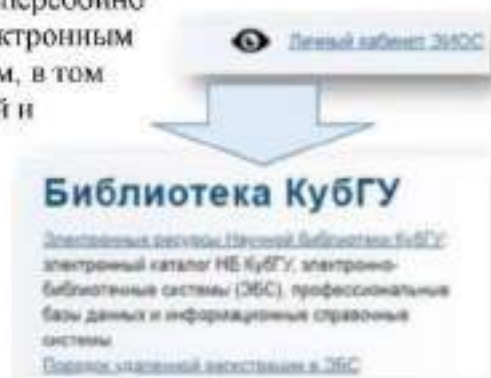 перебойно
ктронным
м, в том
й и
Личный кабинет ЭИОС
Библиотека КубГУ
Электронные ресурсы Научной библиотеки КубГУ:
электронный каталог НБ КубГУ, электронно-
библиотечные системы (ЭБС), профессиональные
базы данных и информационные справочные
системы
Порядок удаленной регистрации в ЭБС